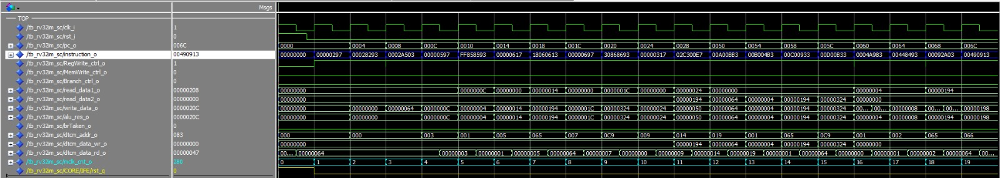 Msgs
TOP
/tb_rv32im_sc/clk_i 1
/tb_rv32im_sc/rst_i 0
/tb_rv32im_sc/pc_o 006C 0000 0004 0008 000C 0010 0014 0018 001C 0020 0024 0028 0050 0054 0058 005C 0060 0064 0068 006C
/tb_rv32im_sc/instruction_o 00490913 00000000 00000297 00028293 0002A503 00000597 FF858593 00000617 18060613 00000697 30868693 00000317 02C300E7 00A00BB3 00B004B3 00C00933 00D00B33 0004A983 00448493 00092A03 00490913
/tb_rv32im_sc/RegWrite_ctrl_o 1
/tb_rv32im_sc/MemWrite_ctrl_o 0
/tb_rv32im_sc/Branch_ctrl_o 0
/tb_rv32im_sc/read_data1_o 00000208 00000000 0000000C 00000000 00000014 00000000 0000001C 00000000 00000024 00000000 00000004 00000194
/tb_rv32im_sc/read_data2_o 00000000 00000000 00000194 00000064 00000004 00000194 00000324 00000000
/tb_rv32im_sc/write_data_o 0000020C 00000000 00000000 00000064 0000000C 00000004 00000014 00000194 0000001C 00000324 00000024 00000050 00000064 00000004 00000194 00000324 00... 00... 00000008 00... 00... 00000198
/tb_rv32im_sc/alu_res_o 0000020C 00000000 00000000 0000000C 00000004 00000014 00000194 0000001C 00000324 00000024 00000050 00000064 00000004 00000194 00000324 00000004 00000008 00000194 00000198
/tb_rv32im_sc/brTaken_o 0
/tb_rv32im_sc/dtcm_addr_o 083 000 000 003 001 005 065 007 0C9 009 014 019 001 065 0C9 001 002 065 066
/tb_rv32im_sc/dtcm_data_wr_o 00000000 00000000 00000194 00000064 00000004 00000194 00000324 00000000
/tb_rv32im_sc/dtcm_data_rd_o 00000047 00... 00000064 00000003 00000001 00000005 00000064 00000007 00000000 00000009 00000014 00000019 00000001 00000064 00000000 00000001 00000002 00000064 00...
/tb_rv32im_sc/mclk_cnt_o 280 0 1 2 3 4 5 6 7 8 9 10 11 12 13 14 15 16 17 18 19
/tb_rv32im_sc/CORE/IFE/rst_q 0